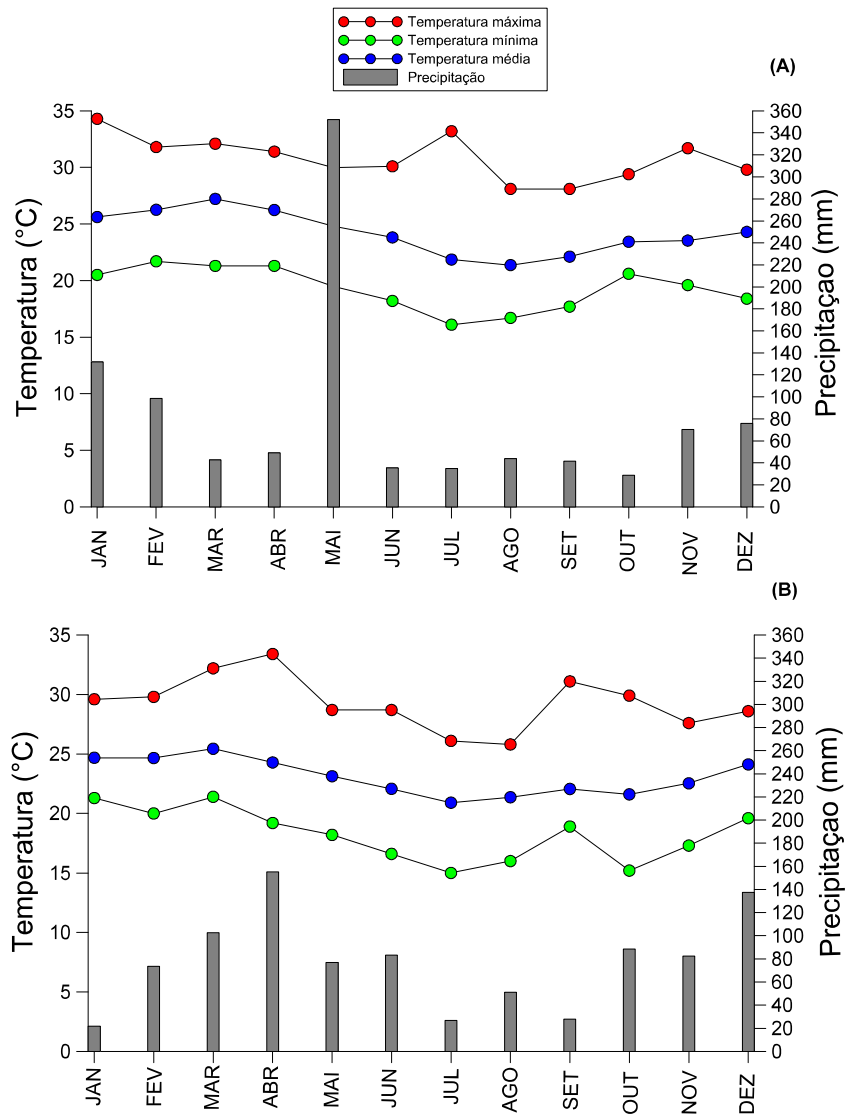 Temperatura máxima
Temperatura mínima
Temperatura média
Precipitação
(A)
35
30
25
20
15
10
5
0
Temperatura (°C)
360
340
320
300
280
260
240
220
200
180
160
140
120
100
80
60
40
20
0
Precipitaçao (mm)
JAN
FEV
MAR
ABR
MAI
JUN
JUL
AGO
SET
OUT
NOV
DEZ
(B)
35
30
25
20
15
10
5
0
Temperatura (°C)
360
340
320
300
280
260
240
220
200
180
160
140
120
100
80
60
40
20
0
Precipitaçao (mm)
JAN
FEV
MAR
ABR
MAI
JUN
JUL
AGO
SET
OUT
NOV
DEZ